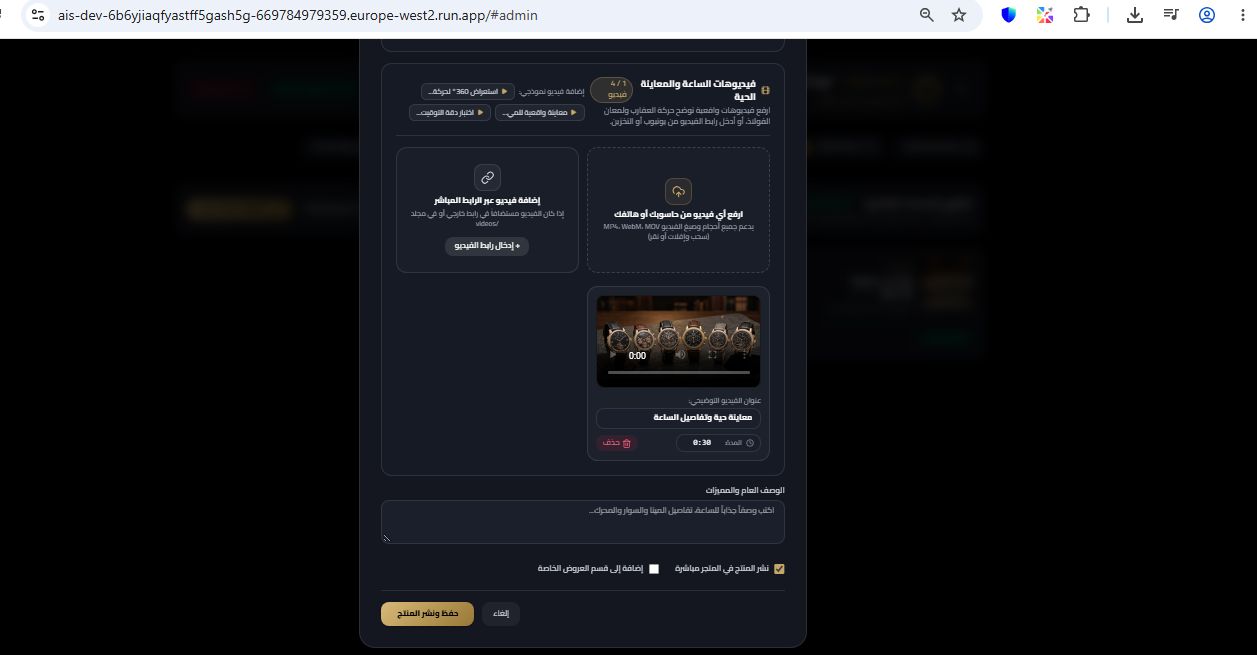 ais-dev-6b6yjiaqfyastff5gash5g-669784979359.europe-west2.run.app/#admin
فيديوهات الساعة والمعاينة الحية
1 / 4 فيديو
ارفع فيديوهات واقعية توضح حركة العقارب ولمعان
الفولاذ، أو أدخل رابط الفيديو من يوتيوب أو التخزين.
إضافة فيديو نموذجي:
استعراض 360° لحركة...
معاينة واقعية للمي...
اختبار دقة التوقيت...
ارفع أي فيديو من حاسوبك أو هاتفك
يدعم جميع أحجام وصيغ الفيديو MP4, WebM, MOV
(سحب وإفلات أو نقر)
إضافة فيديو عبر الرابط المباشر
إذا كان الفيديو مستضافا في رابط خارجي أو في مجلد
videos/
+ إدخال رابط الفيديو
0:00
عنوان الفيديو التوضيحي:
معاينة حية وتفاصيل الساعة
المدة:
0:30
حذف
الوصف العام والمميزات
اكتب وصفاً جذاباً للساعة، تفاصيل المينا والسوار والمحرك...
نشر المنتج في المتجر مباشرة
إضافة إلى قسم العروض الخاصة
إلغاء
حفظ ونشر المنتج